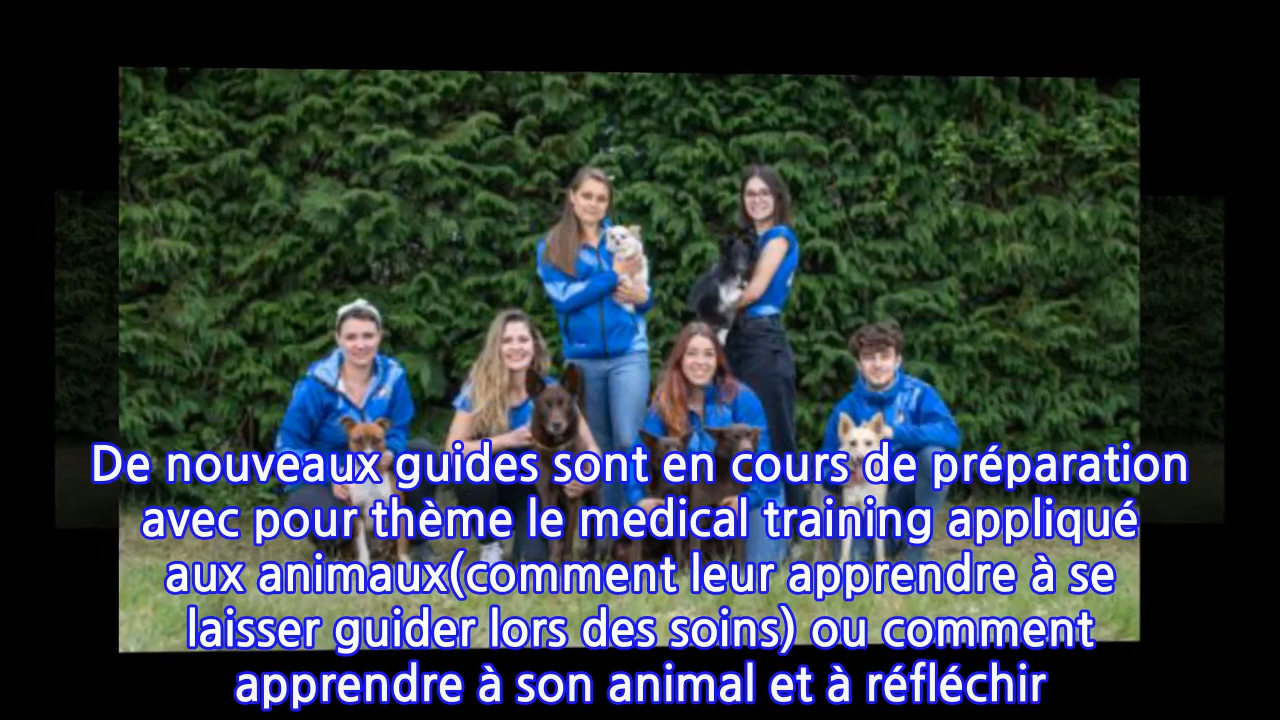 De nouveaux guides sont en cours de préparation
avec pour thème le medical training appliqué
aux animaux(comment leur apprendre à se
laisser guider lors des soins) ou comment
apprendre à son animal et à réfléchir